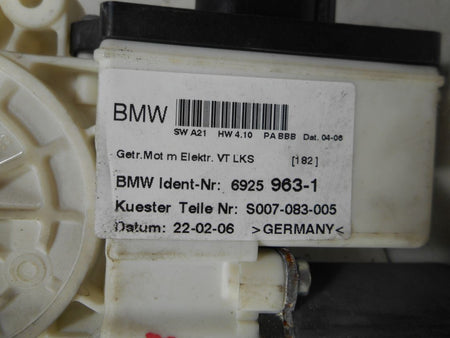 BMW
SW A21 HW 4.10 PA BBB Dat. 04-06
Getr.Mot m Elektr. VT LKS [182]
BMW Ident-Nr: 6925 963-1
Kuester Teile Nr: S007-083-005
Datum: 22-02-06 >GERMANY<